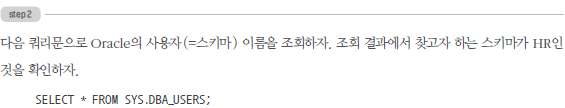 step 2
다음 쿼리문으로 Oracle의 사용자(=스키마) 이름을 조회하자. 조회 결과에서 찾고자 하는 스키마가 HR인
것을 확인하자.
SELECT * FROM SYS.DBA_USERS;